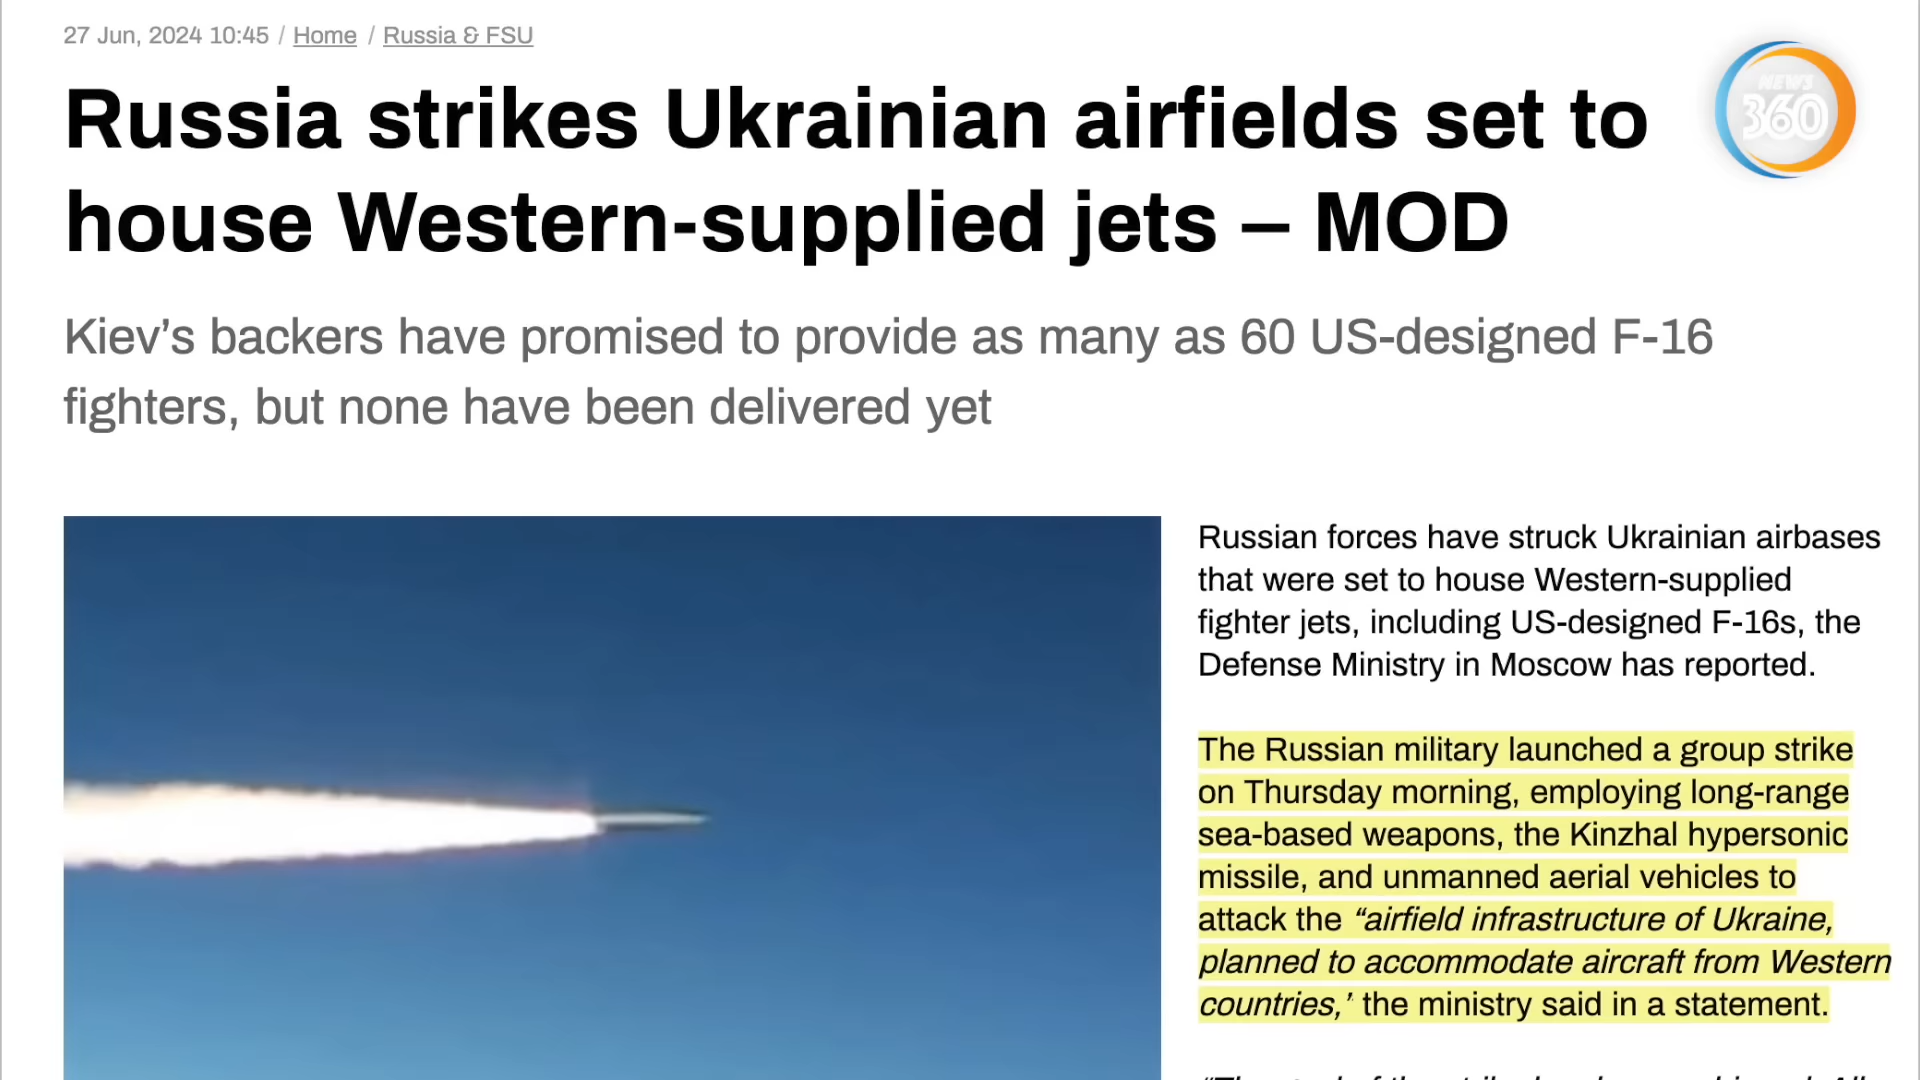 27 Jun, 2024 10:45 / Home / Russia & FSU
NEWS
360
Russia strikes Ukrainian airfields set to
house Western-supplied jets – MOD
Kiev’s backers have promised to provide as many as 60 US-designed F-16
fighters, but none have been delivered yet
Russian forces have struck Ukrainian airbases
that were set to house Western-supplied
fighter jets, including US-designed F-16s, the
Defense Ministry in Moscow has reported.
The Russian military launched a group strike
on Thursday morning, employing long-range
sea-based weapons, the Kinzhal hypersonic
missile, and unmanned aerial vehicles to
attack the “airfield infrastructure of Ukraine,
planned to accommodate aircraft from Western
countries,” the ministry said in a statement.